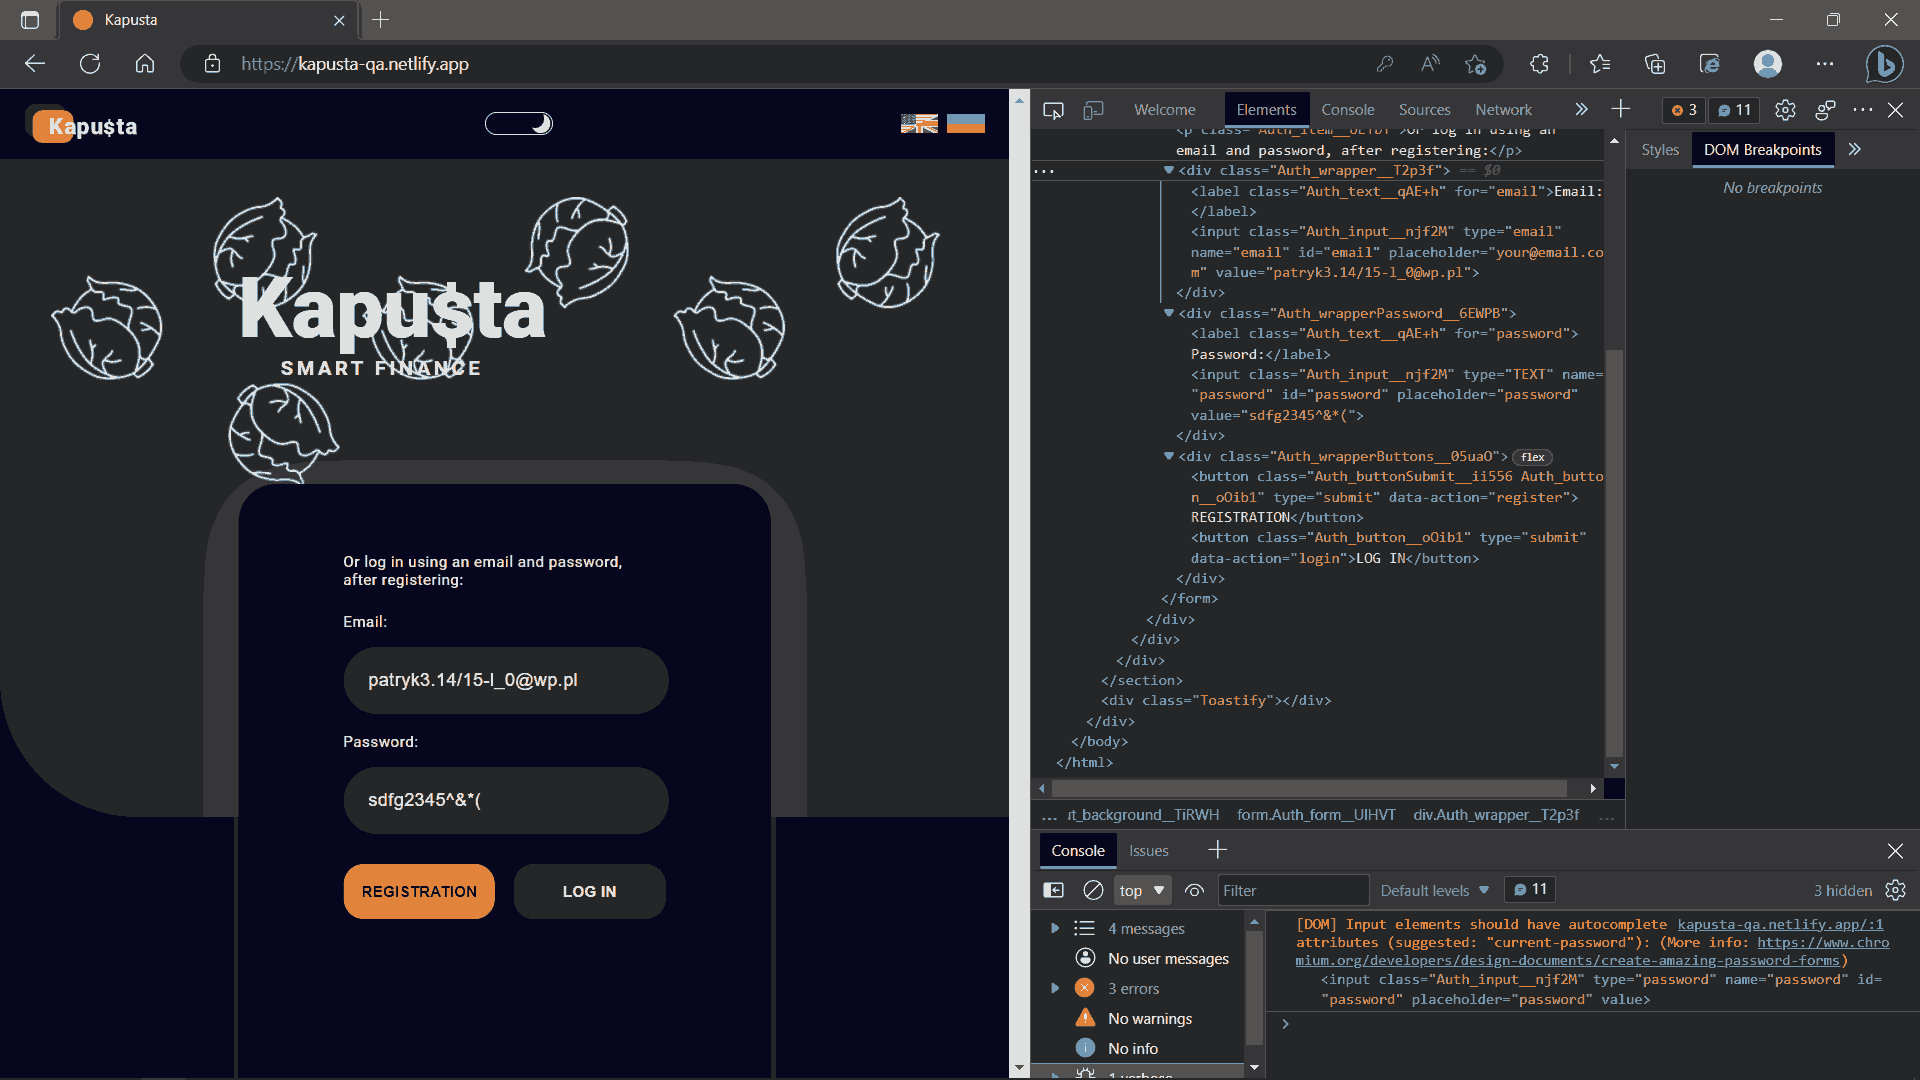 Kapusta
https://kapusta-qa.netlify.app
Kapu$ta
Kapu$ta
SMART FINANCE
Or log in using an email and password,
after registering:
Email:
patryk3.14/15-l_0@wp.pl
Password:
sdfg2345^&*(
REGISTRATION
LOG IN
Welcome
Elements
Console
Sources
Network
3
11
email and password, after registering:</p>
<div class="Auth_wrapper__T2p3f"> == $0
<label class="Auth_text__qAE+h" for="email">Email:
</label>
<input class="Auth_input__njf2M" type="email"
name="email" id="email" placeholder="your@email.co
m" value="patryk3.14/15-l_0@wp.pl">
</div>
<div class="Auth_wrapperPassword__6EWPB">
<label class="Auth_text__qAE+h" for="password">
Password:</label>
<input class="Auth_input__njf2M" type="TEXT" name=
"password" id="password" placeholder="password"
value="sdfg2345^&*(">
</div>
<div class="Auth_wrapperButtons__05uaO"> flex
<button class="Auth_buttonSubmit__ii556 Auth_butto
n__oOib1" type="submit" data-action="register">
REGISTRATION</button>
<button class="Auth_button__oOib1" type="submit"
data-action="login">LOG IN</button>
</div>
</form>
</div>
</div>
</div>
</section>
<div class="Toastify"></div>
</div>
</body>
</html>
... rt_background__TiRWH form.Auth_form__UIHVT div.Auth_wrapper__T2p3f ...
Styles
DOM Breakpoints
No breakpoints
Console
Issues
top
Filter
Default levels
11
3 hidden
4 messages
No user messages
3 errors
No warnings
No info
1 verbose
[DOM] Input elements should have autocomplete kapusta-qa.netlify.app/:1
attributes (suggested: "current-password"): (More info: https://www.chro
mium.org/developers/design-documents/create-amazing-password-forms)
<input class="Auth_input__njf2M" type="password" name="password" id=
"password" placeholder="password" value>